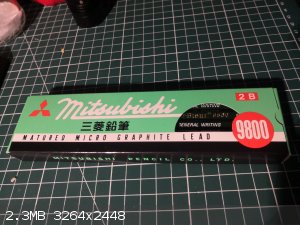 2B
Mitsubishi
三菱鉛筆
WRITING
GENERAL WRITING
9800
MATURED MICRO GRAPHITE LEAD
MITSUBISHI PENCIL CO., LTD.
2.3MB 3264x2448